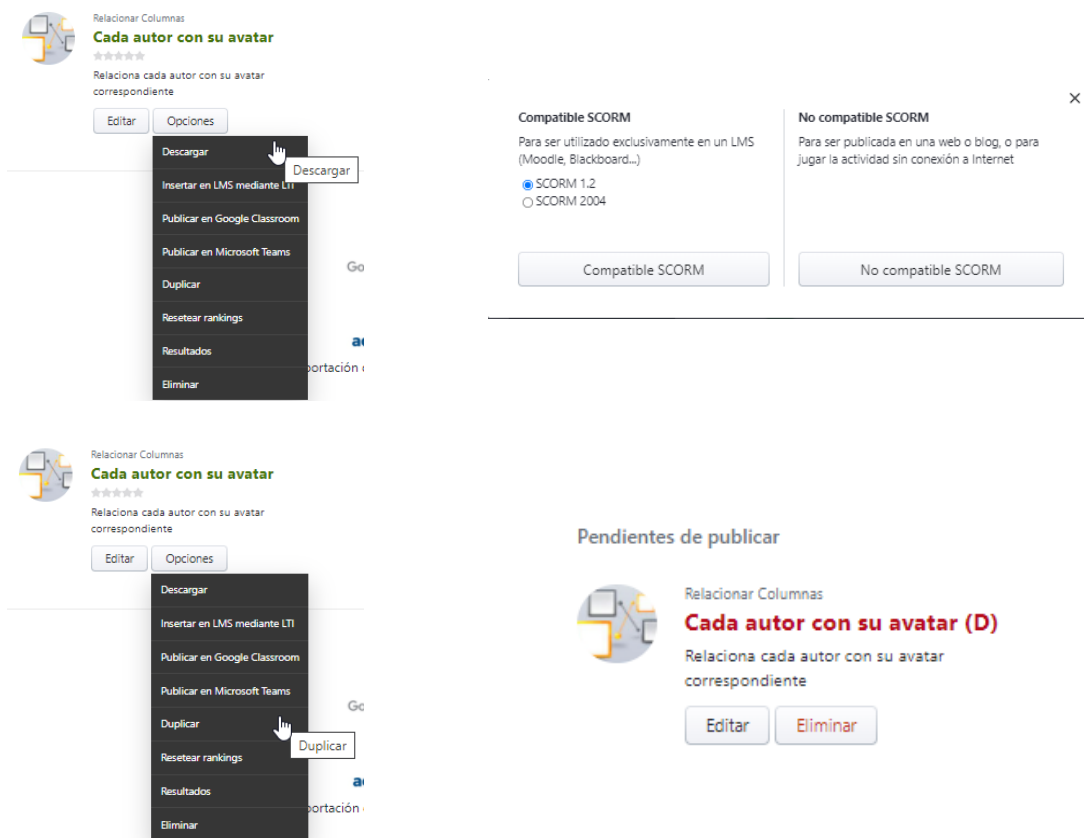 Relacionar Columnas
Cada autor con su avatar
Relaciona cada autor con su avatar
correspondiente
Editar
Opciones
Descargar
Descargar
Insertar en LMS mediante LTI
Publicar en Google Classroom
Publicar en Microsoft Teams
Go
Duplicar
Resetear rankings
Resultados
portación
Eliminar
Compatible SCORM
Para ser utilizado exclusivamente en un LMS
(Moodle, Blackboard...)
SCORM 1.2
SCORM 2004
Compatible SCORM
No compatible SCORM
Para ser publicada en una web o blog, o para
jugar la actividad sin conexión a Internet
No compatible SCORM
Relacionar Columnas
Cada autor con su avatar
Relaciona cada autor con su avatar
correspondiente
Editar
Opciones
Descargar
Insertar en LMS mediante LTI
Publicar en Google Classroom
Publicar en Microsoft Teams
Go
Duplicar
Duplicar
Resetear rankings
Resultados
portación
Eliminar
Pendientes de publicar
Relacionar Columnas
Cada autor con su avatar (D)
Relaciona cada autor con su avatar
correspondiente
Editar
Eliminar